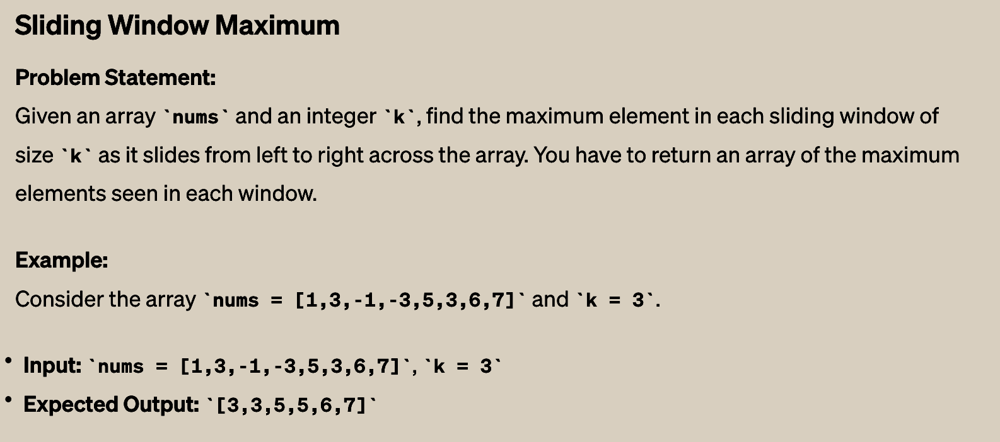 Sliding Window Maximum
Problem Statement:
Given an array `nums` and an integer `k`, find the maximum element in each sliding window of
size `k` as it slides from left to right across the array. You have to return an array of the maximum
elements seen in each window.
Example:
Consider the array `nums = [1,3,-1,-3,5,3,6,7]` and `k = 3`.
• Input: `nums = [1,3,-1,-3,5,3,6,7]`, `k = 3`
• Expected Output: `[3,3,5,5,6,7]`